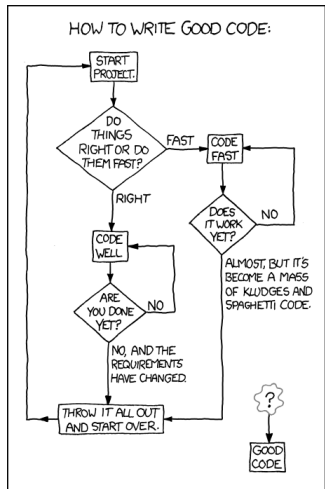 HOW TO WRITE GOOD CODE:
START
PROJECT.
DO
THINGS
RIGHT OR DO
THEM FAST?
FAST
CODE
FAST
RIGHT
DOES
IT WORK
YET?
NO
CODE
WELL
ALMOST, BUT IT'S
BECOME A MASS
OF KLUDGES AND
SPAGHETTI CODE.
ARE
YOU DONE
YET?
NO
NO, AND THE
REQUIREMENTS
HAVE CHANGED.
THROW IT ALL OUT
AND START OVER.
?
GOOD
CODE